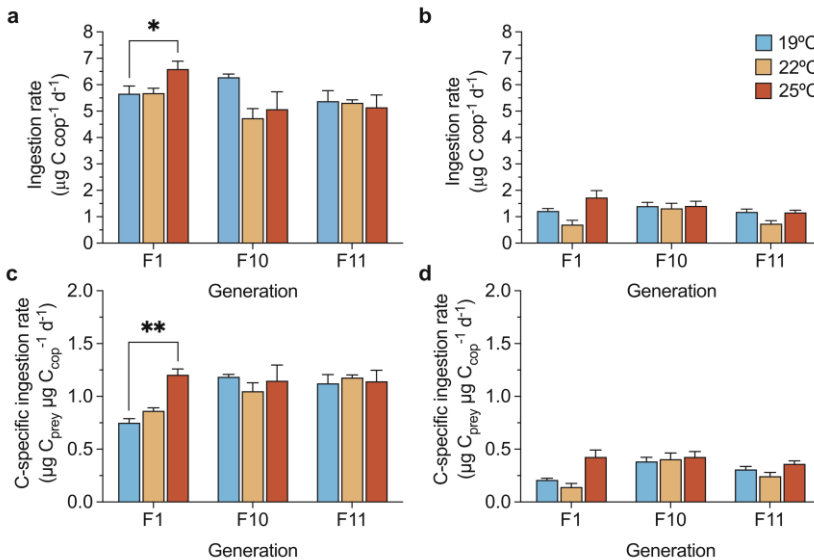 a
*
Ingestion rate
(µg C cop⁻¹ d⁻¹)
8
7
6
5
4
3
2
1
0
F1 F10 F11
Generation
b
19ºC
22ºC
25ºC
Ingestion rate
(µg C cop⁻¹ d⁻¹)
8
7
6
5
4
3
2
1
0
F1 F10 F11
Generation
c
**
C-specific ingestion rate
(µg C_prey µg C_cop⁻¹ d⁻¹)
2.0
1.5
1.0
0.5
0.0
F1 F10 F11
Generation
d
C-specific ingestion rate
(µg C_prey µg C_cop⁻¹ d⁻¹)
2.0
1.5
1.0
0.5
0.0
F1 F10 F11
Generation